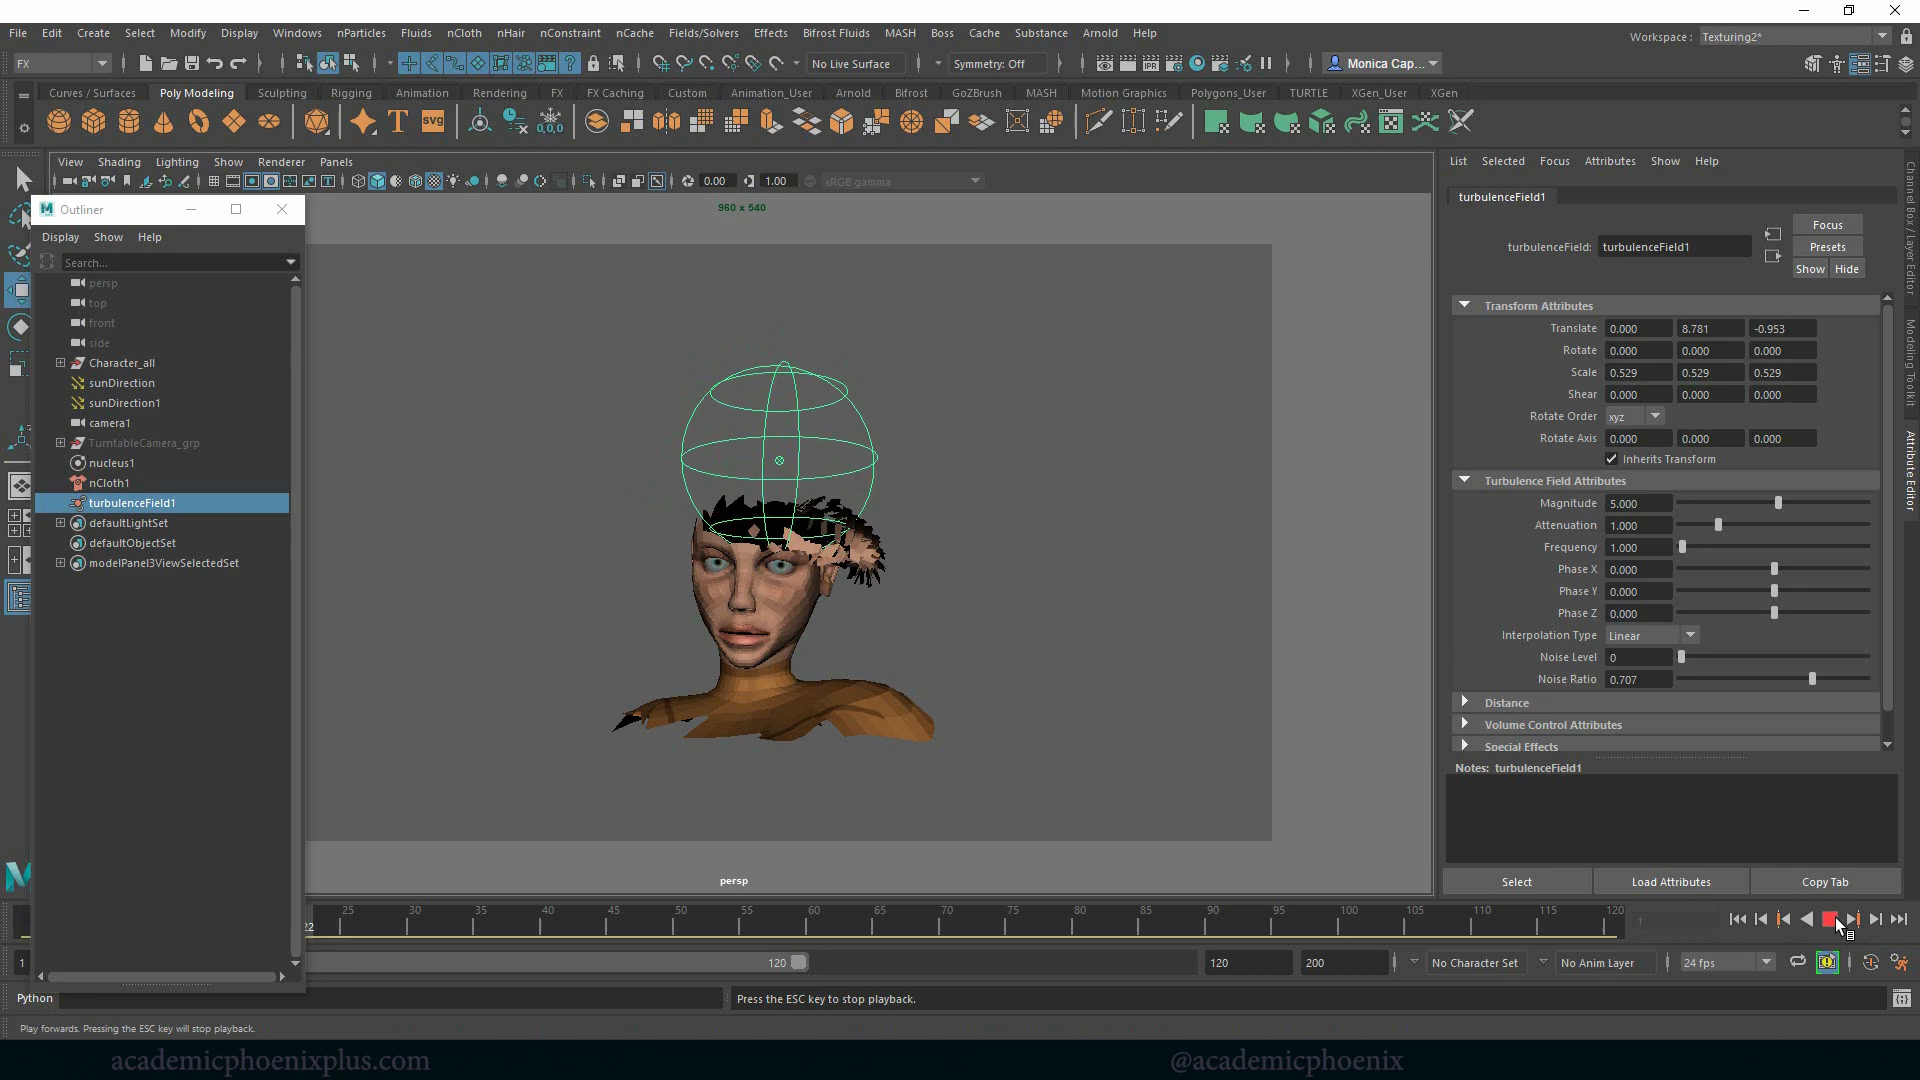 File Edit Create Select Modify Display Windows nParticles Fluids nCloth nHair nConstraint nCache Fields/Solvers Effects Bifrost Fluids MASH Boss Cache Substance Arnold Help
Workspace : Texturing2*
FX No Live Surface Symmetry: Off Monica Cap...
Curves / Surfaces Poly Modeling Sculpting Rigging Animation Rendering FX FX Caching Custom Animation_User Arnold Bifrost GoZBrush MASH Motion Graphics Polygons_User TURTLE XGen_User XGen
T SVG 0,0,0
View Shading Lighting Show Renderer Panels
0.00 1.00 sRGB gamma
960 x 540
Outliner
Display Show Help
Search...
persp
top
front
side
Character_all
sunDirection
sunDirection1
camera1
TurntableCamera_grp
nucleus1
nCloth1
turbulenceField1
defaultLightSet
defaultObjectSet
modelPanel3ViewSelectedSet
persp
List Selected Focus Attributes Show Help
turbulenceField1
turbulenceField: turbulenceField1
Focus
Presets
Show Hide
Transform Attributes
Translate 0.000 8.781 -0.953
Rotate 0.000 0.000 0.000
Scale 0.529 0.529 0.529
Shear 0.000 0.000 0.000
Rotate Order xyz
Rotate Axis 0.000 0.000 0.000
Inherits Transform
Turbulence Field Attributes
Magnitude 5.000
Attenuation 1.000
Frequency 1.000
Phase X 0.000
Phase Y 0.000
Phase Z 0.000
Interpolation Type Linear
Noise Level 0
Noise Ratio 0.707
Distance
Volume Control Attributes
Special Effects
Notes: turbulenceField1
Select Load Attributes Copy Tab
Channel Box / Layer Editor
Modeling Toolkit
Attribute Editor
22 25 30 35 40 45 50 55 60 65 70 75 80 85 90 95 100 105 110 115 120
1
1 120 120 200 No Character Set No Anim Layer 24 fps
Python Press the ESC key to stop playback.
Play forwards. Pressing the ESC key will stop playback.
academicphoenixplus.com @academicphoenix